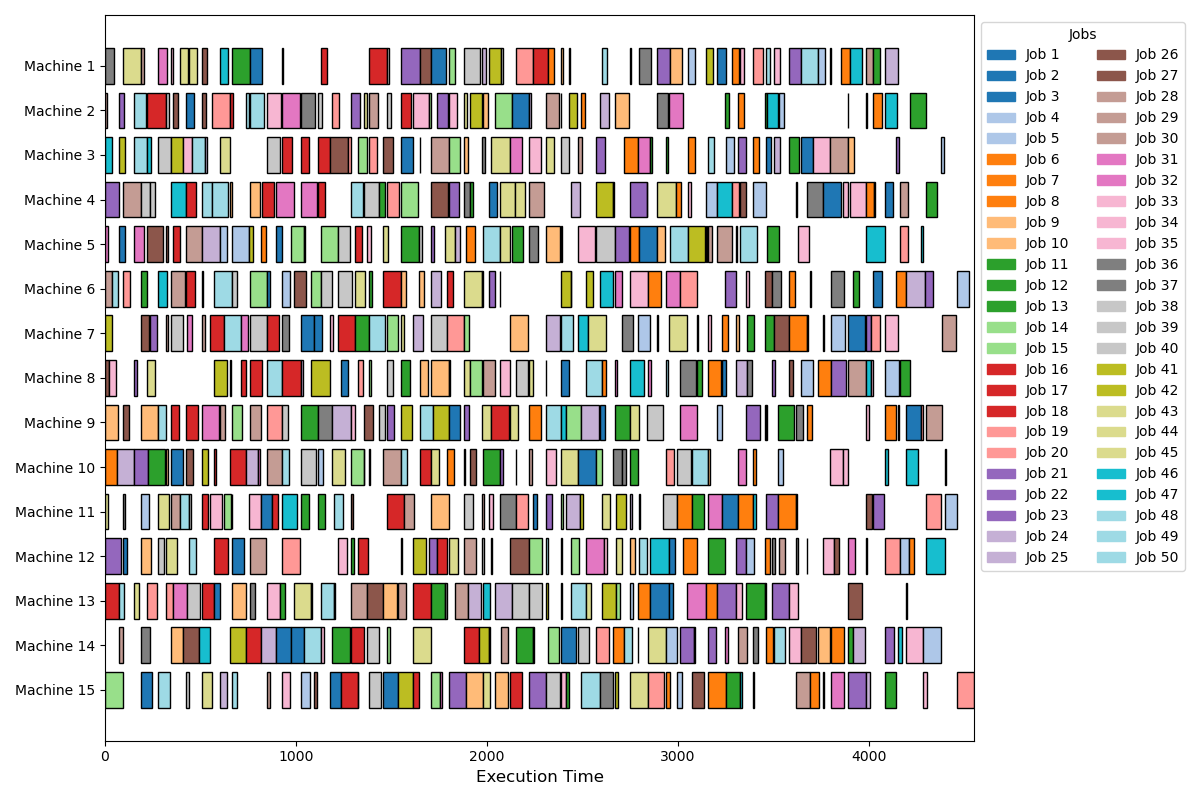 Machine 1
Machine 2
Machine 3
Machine 4
Machine 5
Machine 6
Machine 7
Machine 8
Machine 9
Machine 10
Machine 11
Machine 12
Machine 13
Machine 14
Machine 15
0 1000 2000 3000 4000
Execution Time
Jobs
Job 1 Job 26
Job 2 Job 27
Job 3 Job 28
Job 4 Job 29
Job 5 Job 30
Job 6 Job 31
Job 7 Job 32
Job 8 Job 33
Job 9 Job 34
Job 10 Job 35
Job 11 Job 36
Job 12 Job 37
Job 13 Job 38
Job 14 Job 39
Job 15 Job 40
Job 16 Job 41
Job 17 Job 42
Job 18 Job 43
Job 19 Job 44
Job 20 Job 45
Job 21 Job 46
Job 22 Job 47
Job 23 Job 48
Job 24 Job 49
Job 25 Job 50